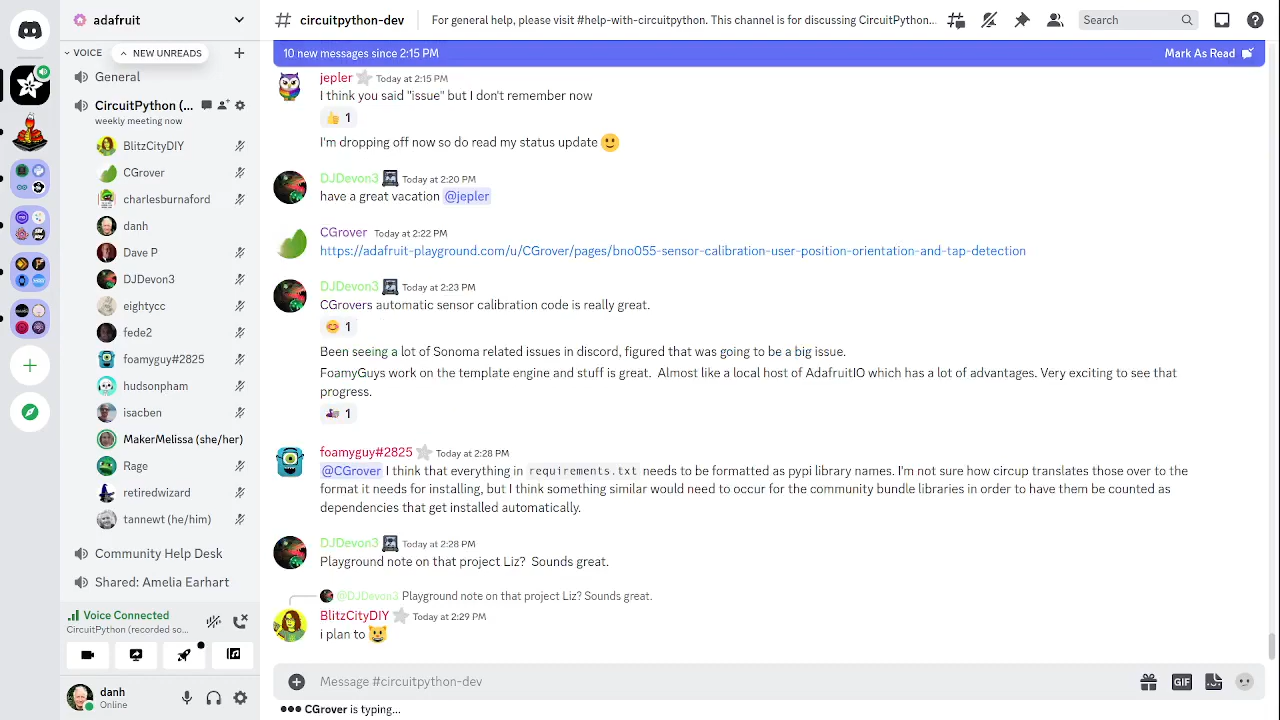 adafruit
VOICE
NEW UNREADS
General
CircuitPython (...
weekly meeting now
BlitzCityDIY
CGrover
charlesburnaford
danh
Dave P
DJDevon3
eightycc
fede2
foamyguy#2825
hudsonpham
isacben
MakerMelissa (she/her)
Rage
retiredwizard
tannewt (he/him)
Community Help Desk
Shared: Amelia Earhart
Voice Connected
CircuitPython (recorded so...
danh
Online
circuitpython-dev
For general help, please visit #help-with-circuitpython. This channel is for discussing CircuitPython...
Search
10 new messages since 2:15 PM
Mark As Read
jepler Today at 2:15 PM
I think you said "issue" but I don't remember now
1
I'm dropping off now so do read my status update
DJDevon3 Today at 2:20 PM
have a great vacation @jepler
CGrover Today at 2:22 PM
https://adafruit-playground.com/u/CGrover/pages/bno055-sensor-calibration-user-position-orientation-and-tap-detection
DJDevon3 Today at 2:23 PM
CGrovers automatic sensor calibration code is really great.
1
Been seeing a lot of Sonoma related issues in discord, figured that was going to be a big issue.
FoamyGuys work on the template engine and stuff is great. Almost like a local host of AdafruitIO which has a lot of advantages. Very exciting to see that
progress.
1
foamyguy#2825 Today at 2:28 PM
@CGrover I think that everything in requirements.txt needs to be formatted as pypi library names. I'm not sure how circup translates those over to the
format it needs for installing, but I think something similar would need to occur for the community bundle libraries in order to have them be counted as
dependencies that get installed automatically.
DJDevon3 Today at 2:28 PM
Playground note on that project Liz? Sounds great.
@DJDevon3 Playground note on that project Liz? Sounds great.
BlitzCityDIY Today at 2:29 PM
i plan to
Message #circuitpython-dev
GIF
CGrover is typing...